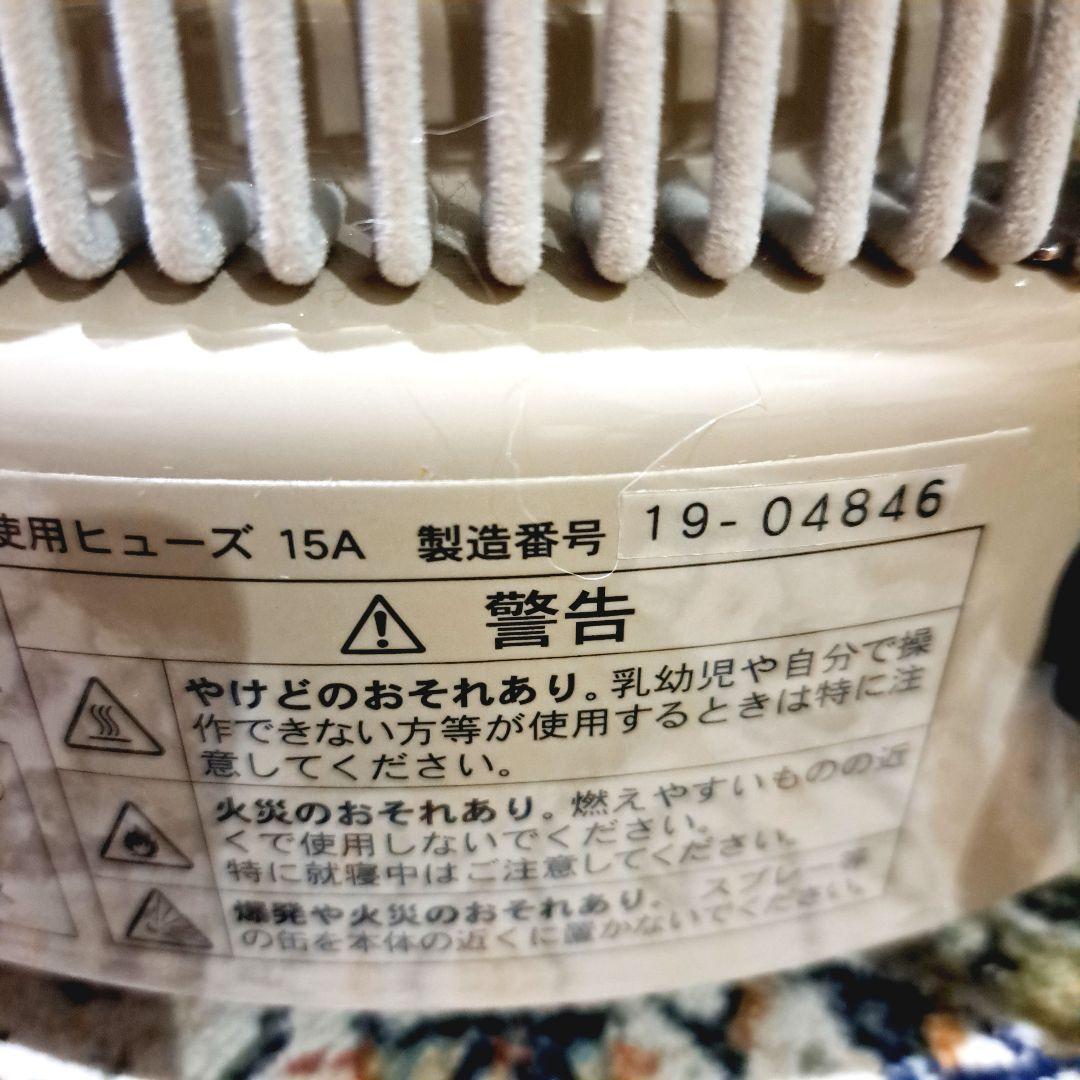 使用ヒューズ 15A 製造番号 19-04846
警告
やけどのおそれあり。乳幼児や自分で操
作できない方等が使用するときは特に注
意してください。
火災のおそれあり。燃えやすいものの近
くで使用しないでください。
特に就寝中はご注意してください。
爆発や火災のおそれあり。スプレー等
の缶を本体の近くに置かないでください。